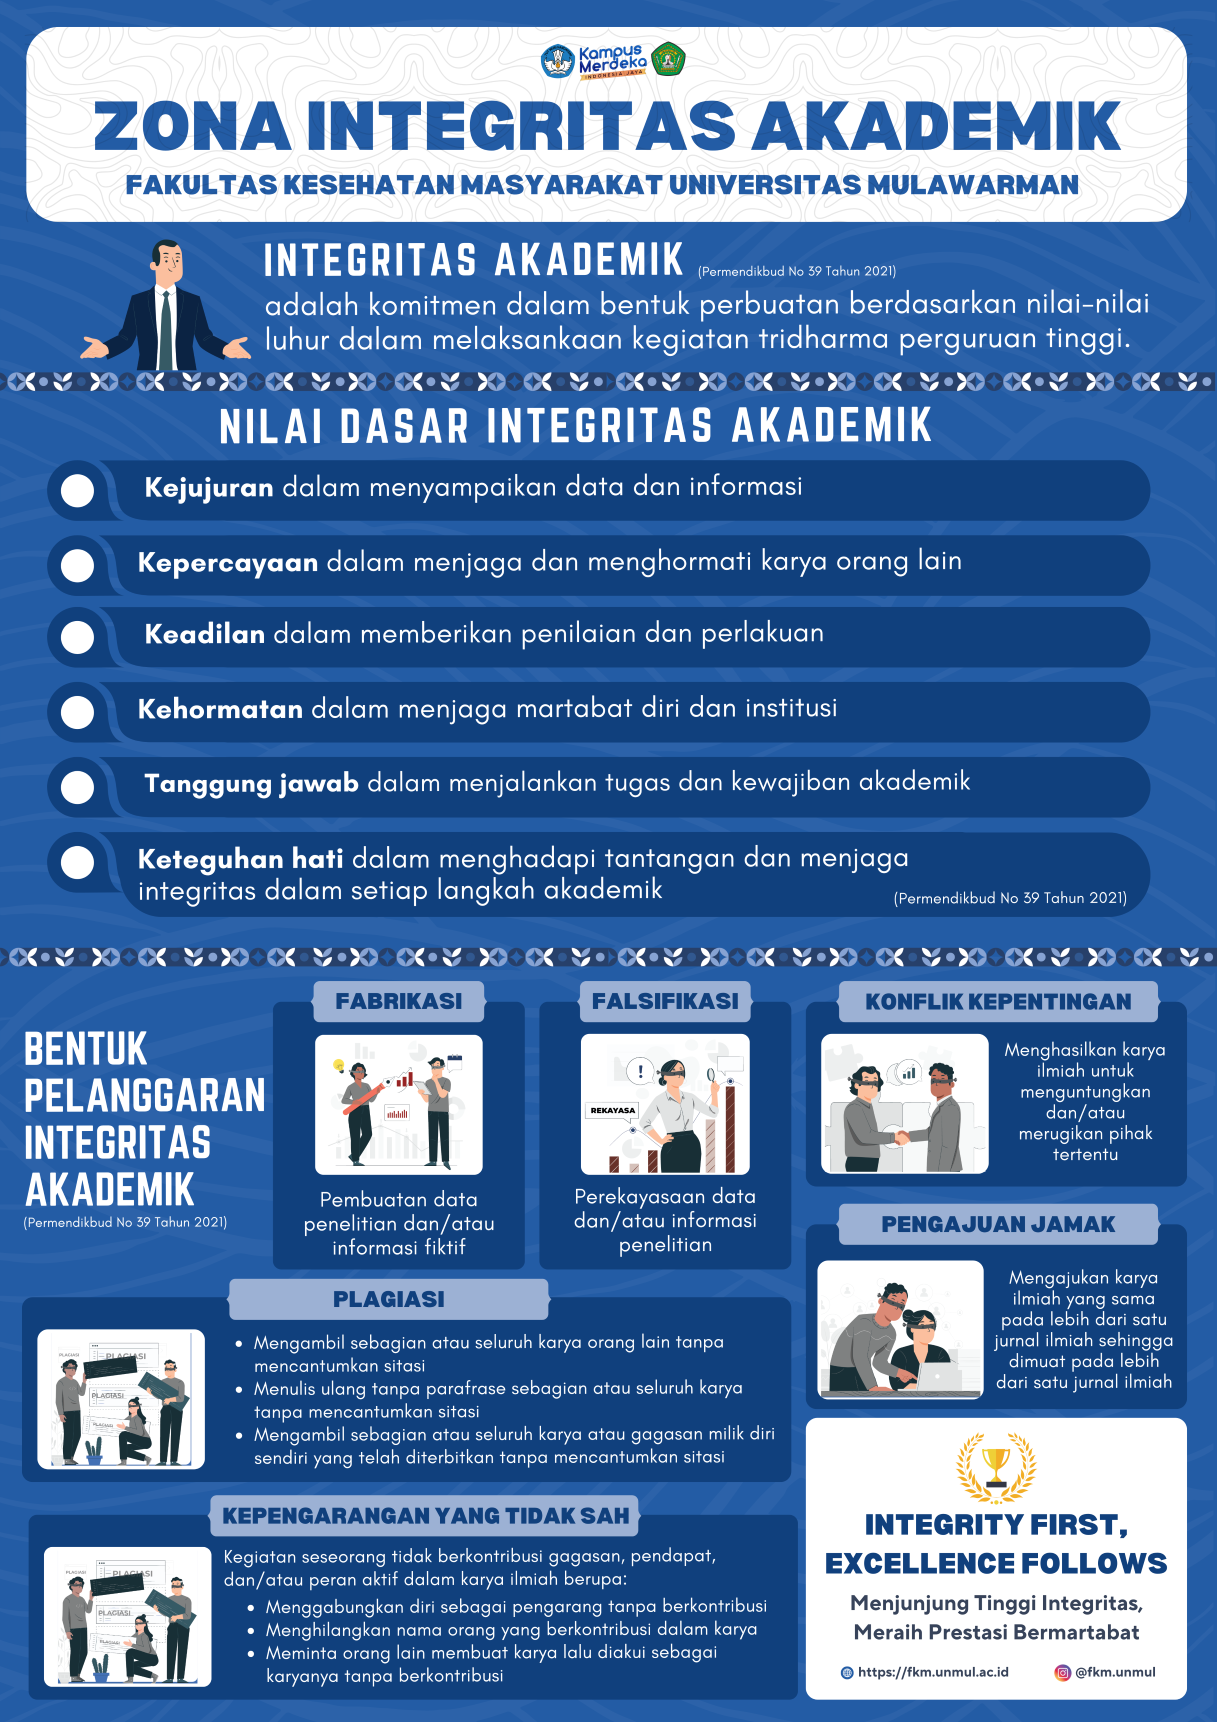 Kampus
Merdeka
INDONESIA JAYA
ZONA INTEGRITAS AKADEMIK
FAKULTAS KESEHATAN MASYARAKAT UNIVERSITAS MULAWARMAN
INTEGRITAS AKADEMIK (Permendikbud No 39 Tahun 2021)
adalah komitmen dalam bentuk perbuatan berdasarkan nilai-nilai
luhur dalam melaksankaan kegiatan tridharma perguruan tinggi.
NILAI DASAR INTEGRITAS AKADEMIK
Kejujuran dalam menyampaikan data dan informasi
Kepercayaan dalam menjaga dan menghormati karya orang lain
Keadilan dalam memberikan penilaian dan perlakuan
Kehormatan dalam menjaga martabat diri dan institusi
Tanggung jawab dalam menjalankan tugas dan kewajiban akademik
Keteguhan hati dalam menghadapi tantangan dan menjaga
integritas dalam setiap langkah akademik
(Permendikbud No 39 Tahun 2021)
BENTUK
PELANGGARAN
INTEGRITAS
AKADEMIK
(Permendikbud No 39 Tahun 2021)
FABRIKASI
Pembuatan data
penelitian dan/atau
informasi fiktif
FALSIFIKASI
!
REKAYASA
Perekayasaan data
dan/atau informasi
penelitian
KONFLIK KEPENTINGAN
Menghasilkan karya
ilmiah untuk
menguntungkan
dan/atau
merugikan pihak
tertentu
PENGAJUAN JAMAK
Mengajukan karya
ilmiah yang sama
pada lebih dari satu
jurnal ilmiah sehingga
dimuat pada lebih
dari satu jurnal ilmiah
PLAGIASI
PLAGIASI
PLAGIASI
PLAGIASI
PLAGIASI
• Mengambil sebagian atau seluruh karya orang lain tanpa
mencantumkan sitasi
• Menulis ulang tanpa parafrase sebagian atau seluruh karya
tanpa mencantumkan sitasi
• Mengambil sebagian atau seluruh karya atau gagasan milik diri
sendiri yang telah diterbitkan tanpa mencantumkan sitasi
KEPENGARANGAN YANG TIDAK SAH
PLAGIASI
PLAGIASI
PLAGIASI
PLAGIASI
Kegiatan seseorang tidak berkontribusi gagasan, pendapat,
dan/atau peran aktif dalam karya ilmiah berupa:
• Menggabungkan diri sebagai pengarang tanpa berkontribusi
• Menghilangkan nama orang yang berkontribusi dalam karya
• Meminta orang lain membuat karya lalu diakui sebagai
karyanya tanpa berkontribusi
INTEGRITY FIRST,
EXCELLENCE FOLLOWS
Menjunjung Tinggi Integritas,
Meraih Prestasi Bermartabat
https://fkm.unmul.ac.id
@fkm.unmul